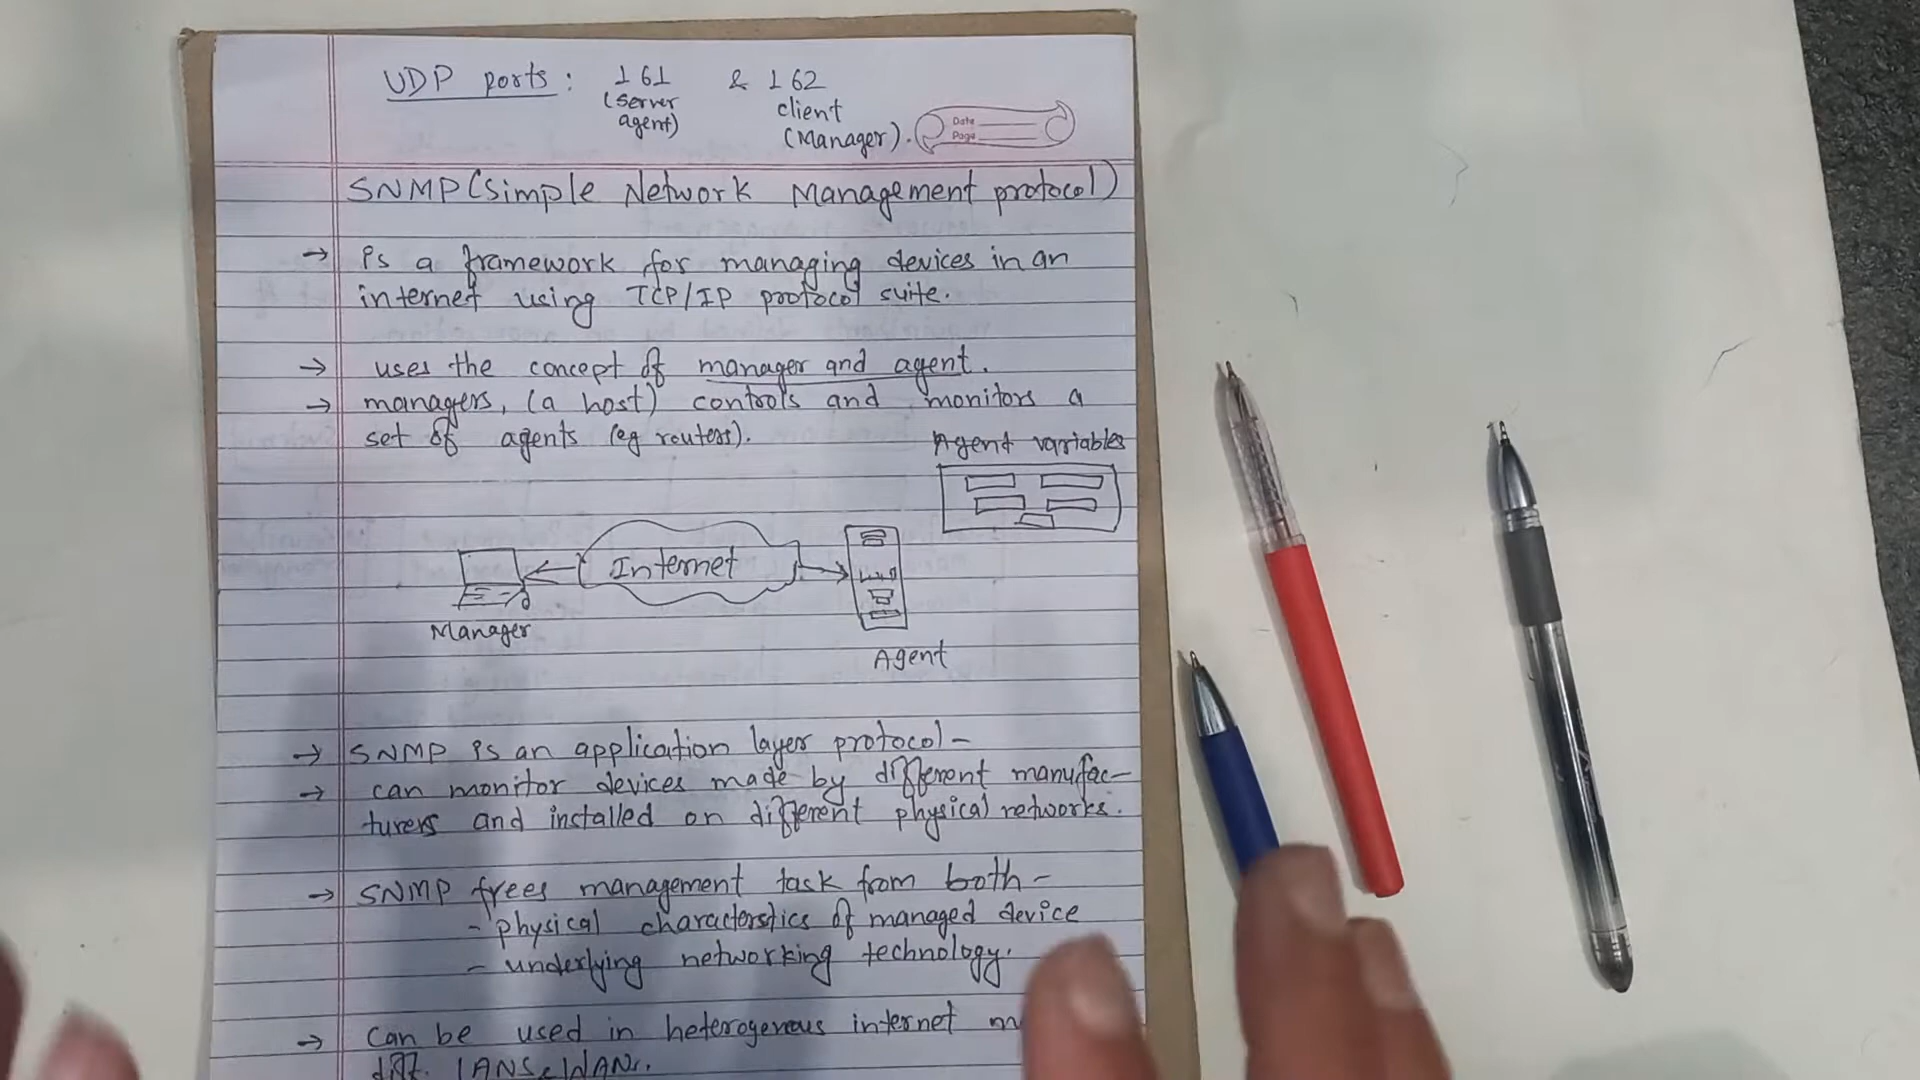 UDP ports: 161 & 162
(server client
agent) (Manager).
Date
Page
SNMP(Simple Network Management protocol)
→ is a framework for managing devices in an
internet using TCP/IP protocol suite.
→ uses the concept of manager and agent.
→ managers, (a host) controls and monitors a
set of agents (eg routers).
Agent variables
Internet
Manager
Agent
→ SNMP is an application layer protocol-
→ can monitor devices made by different manufac-
turers and installed on different physical networks.
→ SNMP frees management task from both-
- physical characterstics of managed device
- underlying networking technology.
→ Can be used in heterogenous internet
diff. LANs & WANs.